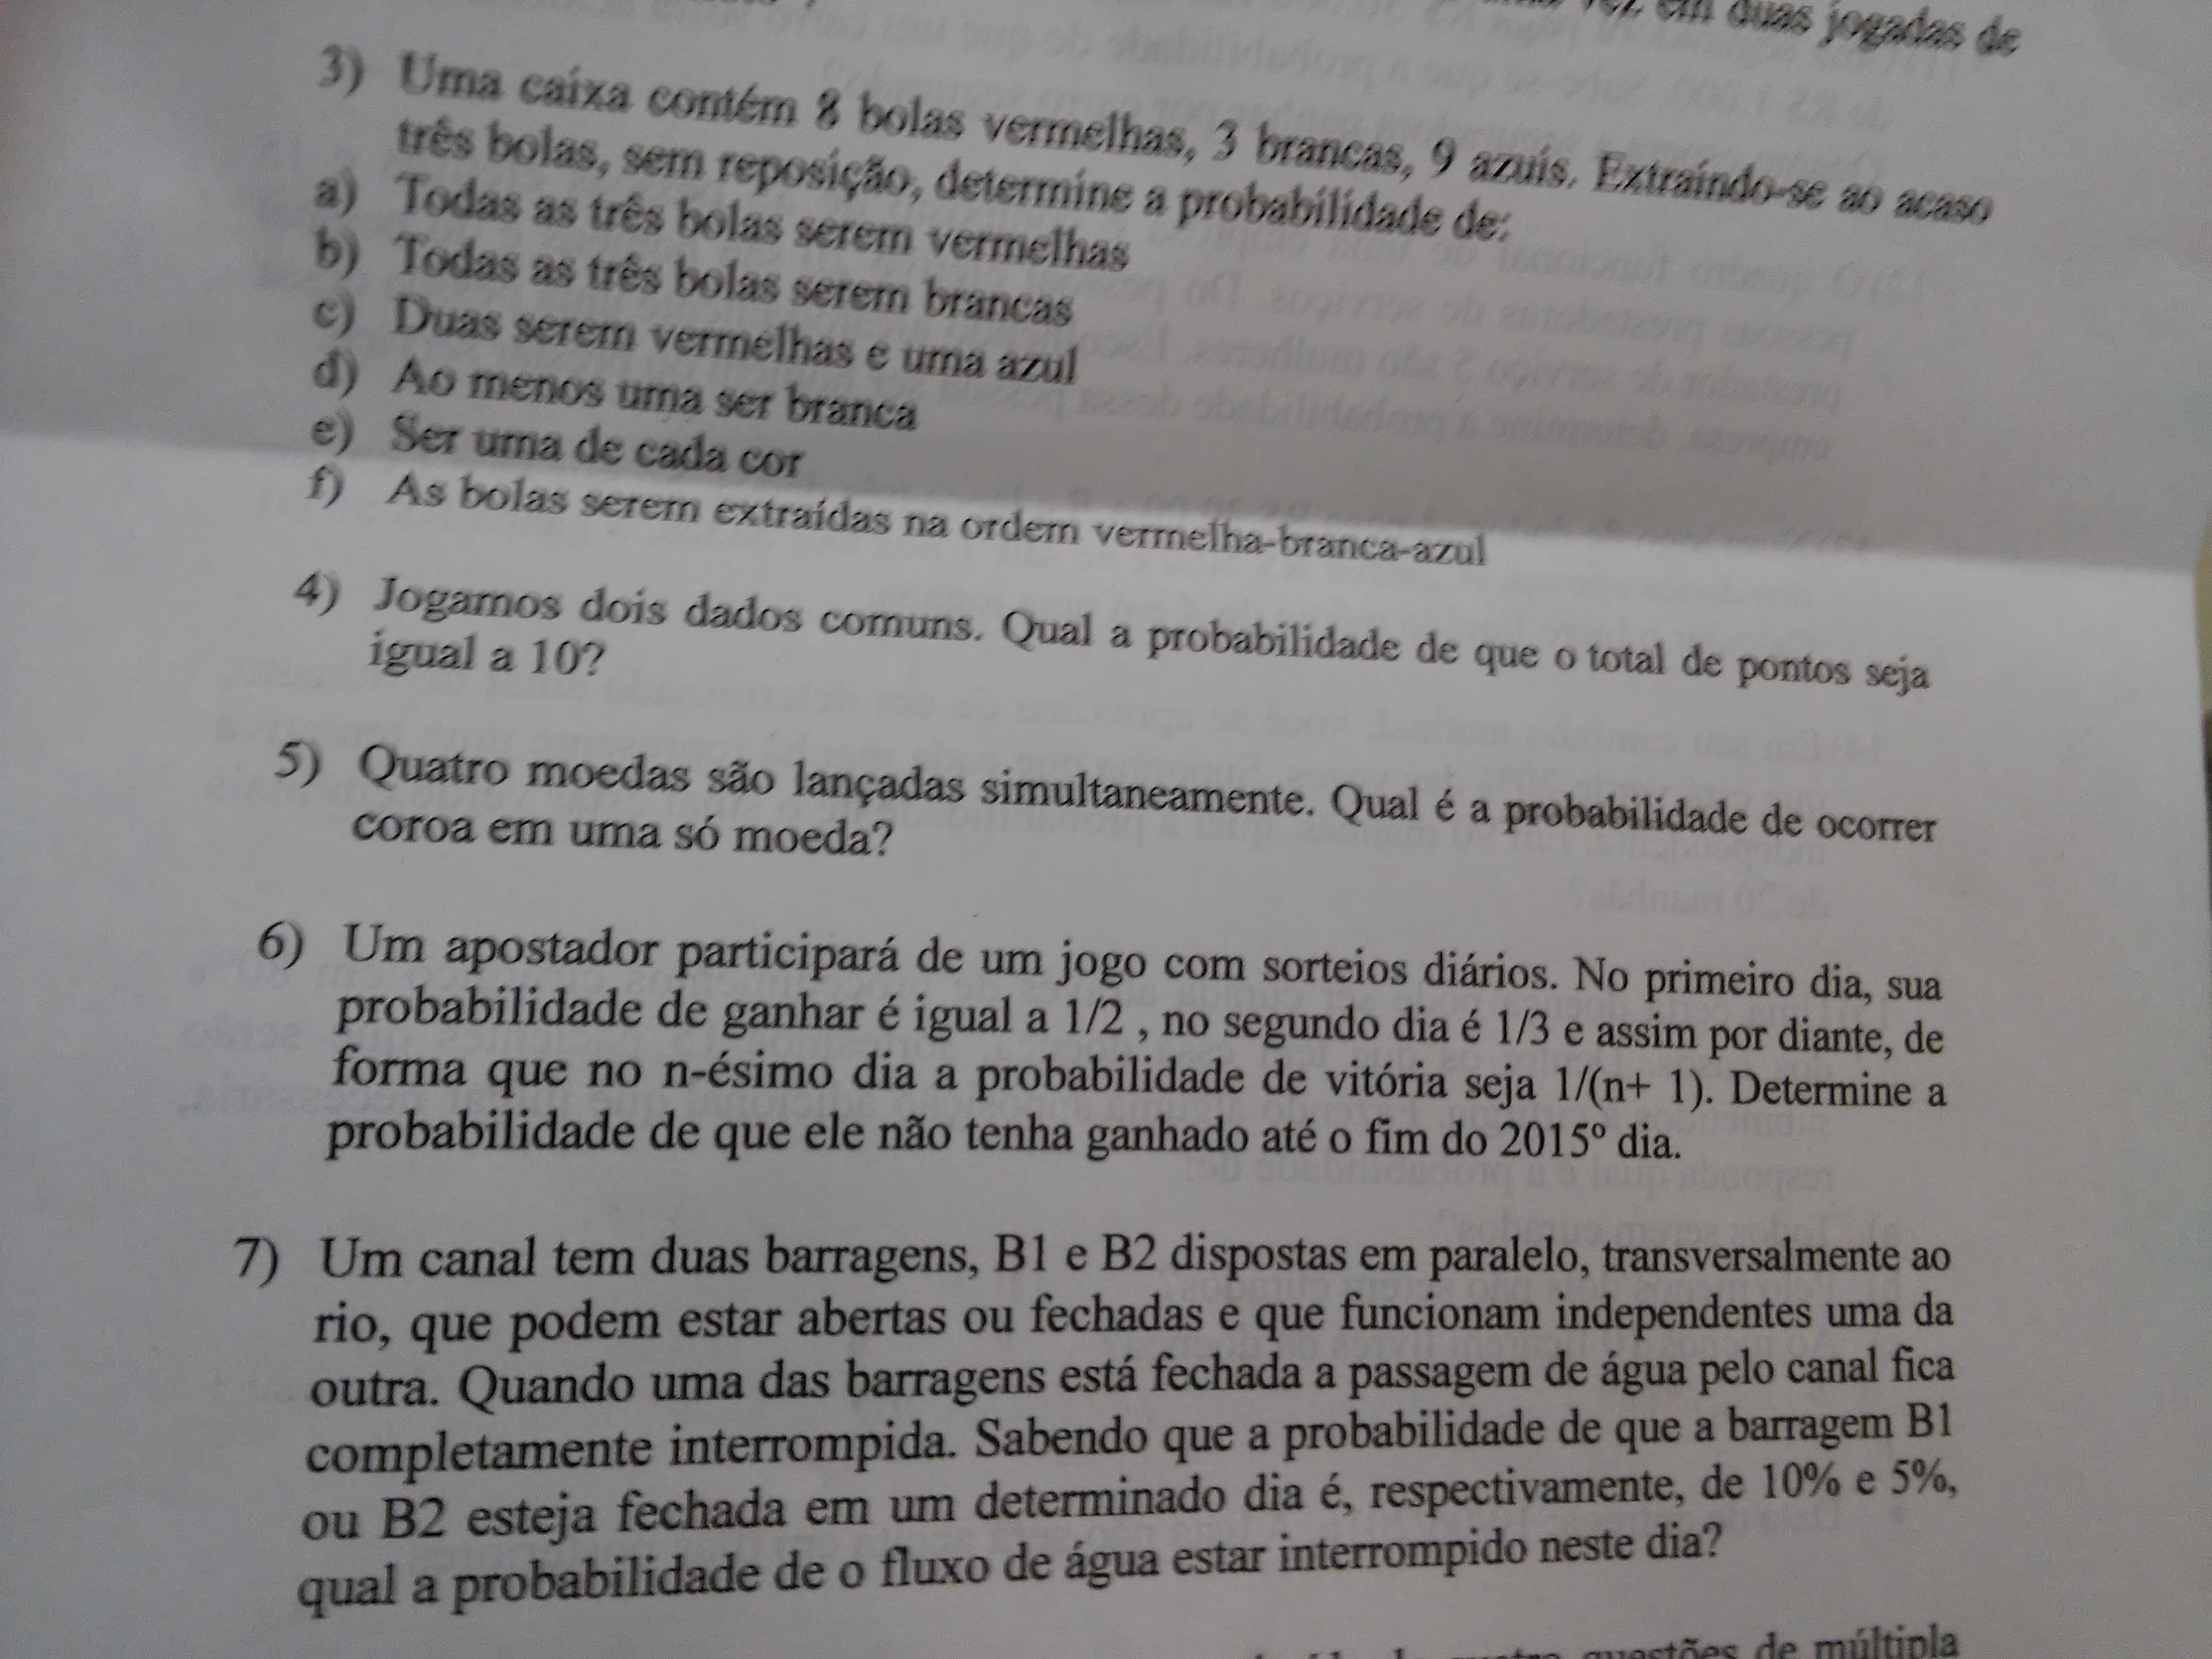 vez em duas jogadas de
3) Uma caixa contém 8 bolas vermelhas, 3 brancas, 9 azuis. Extraindo-se ao acaso
três bolas, sem reposição, determine a probabilidade de:
a) Todas as três bolas serem vermelhas
b) Todas as três bolas serem brancas
c) Duas serem vermelhas e uma azul
d) Ao menos uma ser branca
e) Ser uma de cada cor
f) As bolas serem extraídas na ordem vermelha-branca-azul
4) Jogamos dois dados comuns. Qual a probabilidade de que o total de pontos seja
igual a 10?
5) Quatro moedas são lançadas simultaneamente. Qual é a probabilidade de ocorrer
coroa em uma só moeda?
6) Um apostador participará de um jogo com sorteios diários. No primeiro dia, sua
probabilidade de ganhar é igual a 1/2 , no segundo dia é 1/3 e assim por diante, de
forma que no n-ésimo dia a probabilidade de vitória seja 1/(n+ 1). Determine a
probabilidade de que ele não tenha ganhado até o fim do 2015º dia.
7) Um canal tem duas barragens, B1 e B2 dispostas em paralelo, transversalmente ao
rio, que podem estar abertas ou fechadas e que funcionam independentes uma da
outra. Quando uma das barragens está fechada a passagem de água pelo canal fica
completamente interrompida. Sabendo que a probabilidade de que a barragem B1
ou B2 esteja fechada em um determinado dia é, respectivamente, de 10% e 5%,
qual a probabilidade de o fluxo de água estar interrompido neste dia?
questões de múltipla